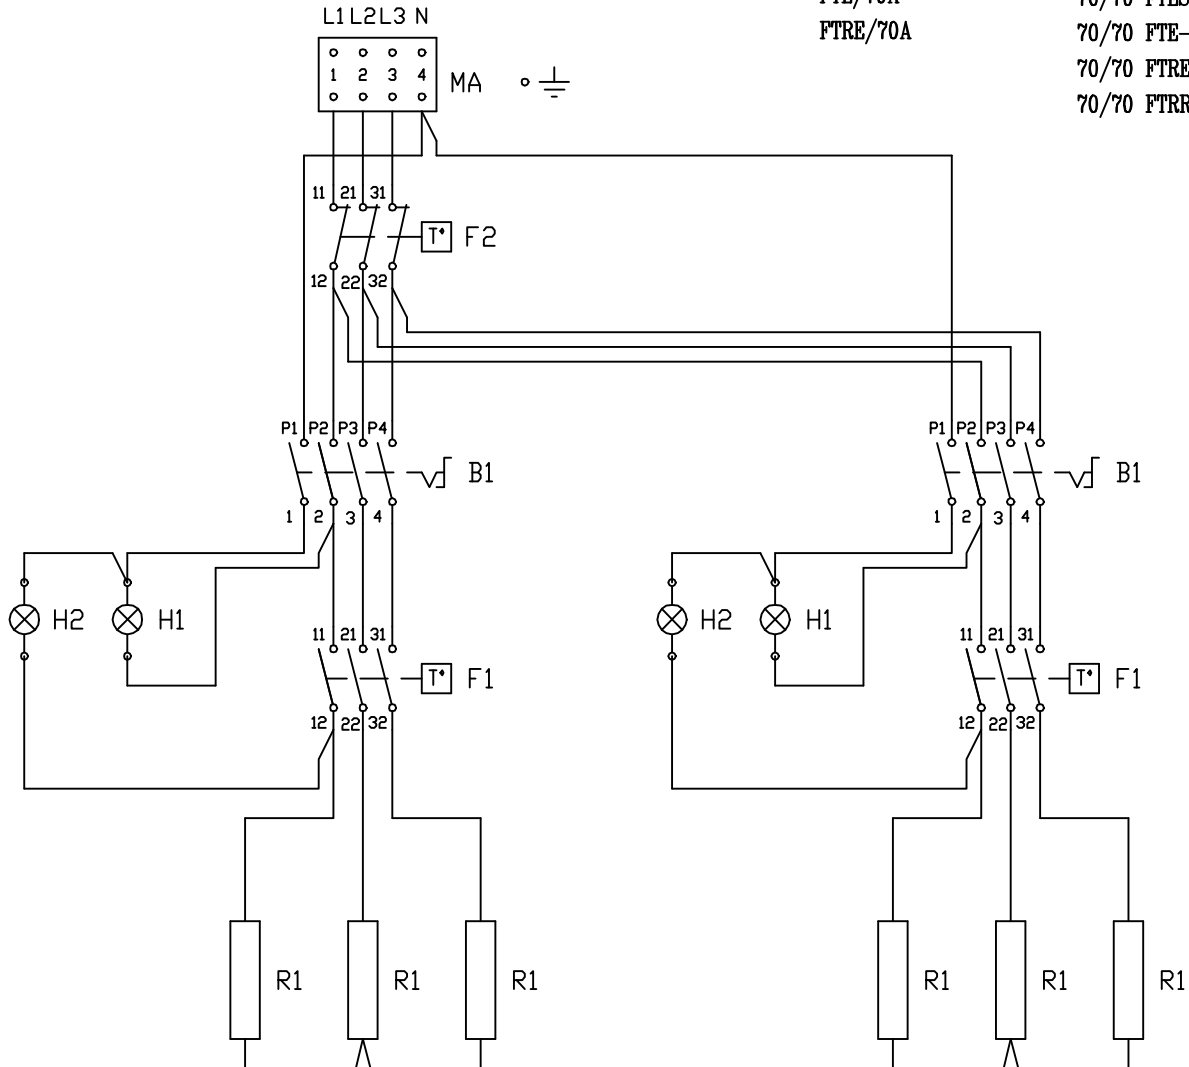 FTRE/70A
70/70 FTE-
70/70 FTRE
70/70 FTRR
L1 L2 L3 N
1 2 3 4
MA
11 21 31
T° F2
12 22 32
P1 P2 P3 P4
P1 P2 P3 P4
B1
B1
1 2 3 4
1 2 3 4
H2 H1
H2 H1
11 21 31
11 21 31
T° F1
T° F1
12 22 32
12 22 32
R1 R1 R1
R1 R1 R1